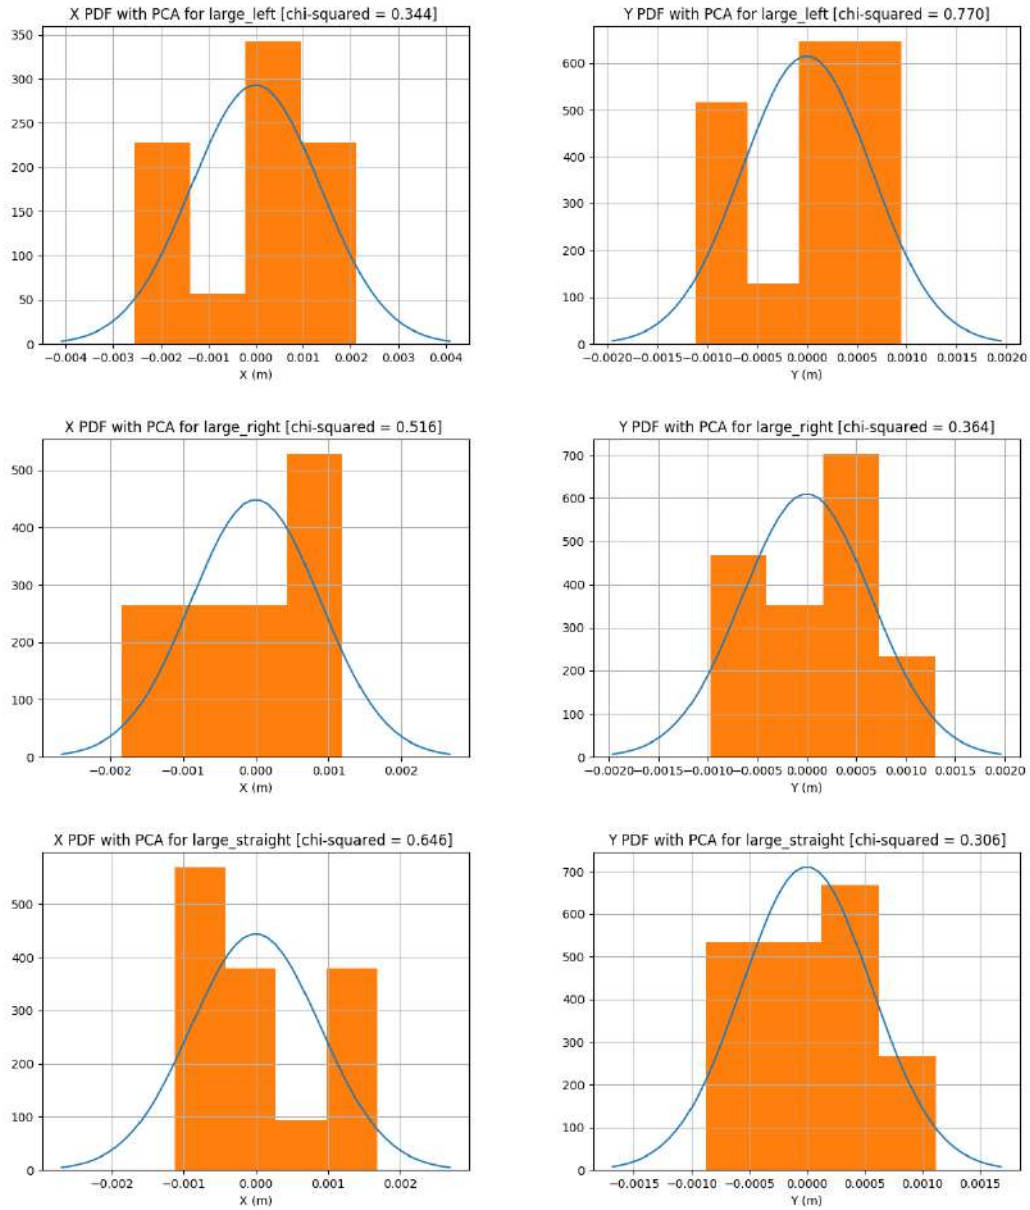 X PDF with PCA for large_left [chi-squared = 0.344]
350
300
250
200
150
100
50
0
−0.004 −0.003 −0.002 −0.001 0.000 0.001 0.002 0.003 0.004
X (m)
Y PDF with PCA for large_left [chi-squared = 0.770]
600
500
400
300
200
100
0
−0.0020 −0.0015 −0.0010 −0.0005 0.0000 0.0005 0.0010 0.0015 0.0020
Y (m)
X PDF with PCA for large_right [chi-squared = 0.516]
500
400
300
200
100
0
−0.002 −0.001 0.000 0.001 0.002
X (m)
Y PDF with PCA for large_right [chi-squared = 0.364]
700
600
500
400
300
200
100
0
−0.0020 −0.0015 −0.0010 −0.0005 0.0000 0.0005 0.0010 0.0015 0.0020
Y (m)
X PDF with PCA for large_straight [chi-squared = 0.646]
500
400
300
200
100
0
−0.002 −0.001 0.000 0.001 0.002
X (m)
Y PDF with PCA for large_straight [chi-squared = 0.306]
700
600
500
400
300
200
100
0
−0.0015 −0.0010 −0.0005 0.0000 0.0005 0.0010 0.0015
Y (m)